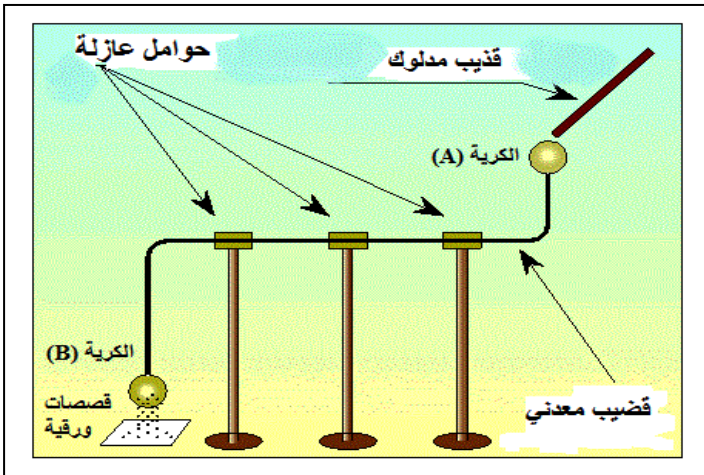 حوامل عازلة
قذيب مدلوك
الكرية (A)
الكرية (B)
قصصات
ورقية
قضيب معدني